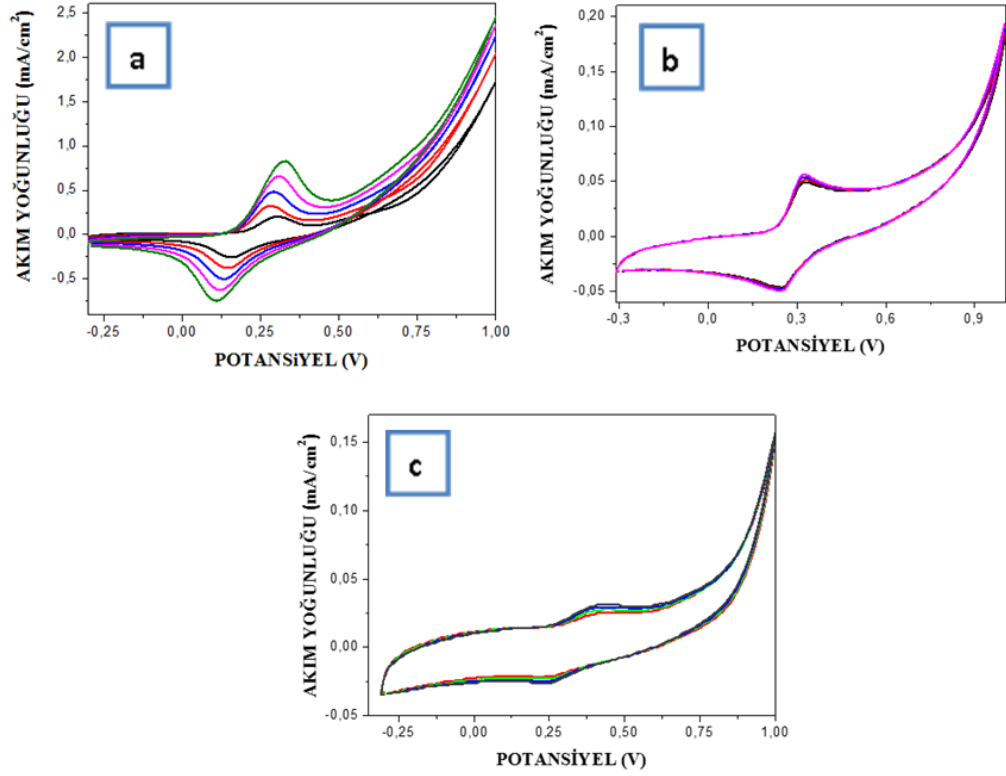 a
AKIM YOĞUNLUĞU (mA/cm²)
2,5
2,0
1,5
1,0
0,5
0,0
-0,5
-0,25 0,00 0,25 0,50 0,75 1,00
POTANSiYEL (V)
b
AKIM YOĞUNLUĞU (mA/cm²)
0,20
0,15
0,10
0,05
0,00
-0,05
-0,3 0,0 0,3 0,6 0,9
POTANSİYEL (V)
c
AKIM YOĞUNLUĞU (mA/cm²)
0,15
0,10
0,05
0,00
-0,05
-0,25 0,00 0,25 0,50 0,75 1,00
POTANSİYEL (V)